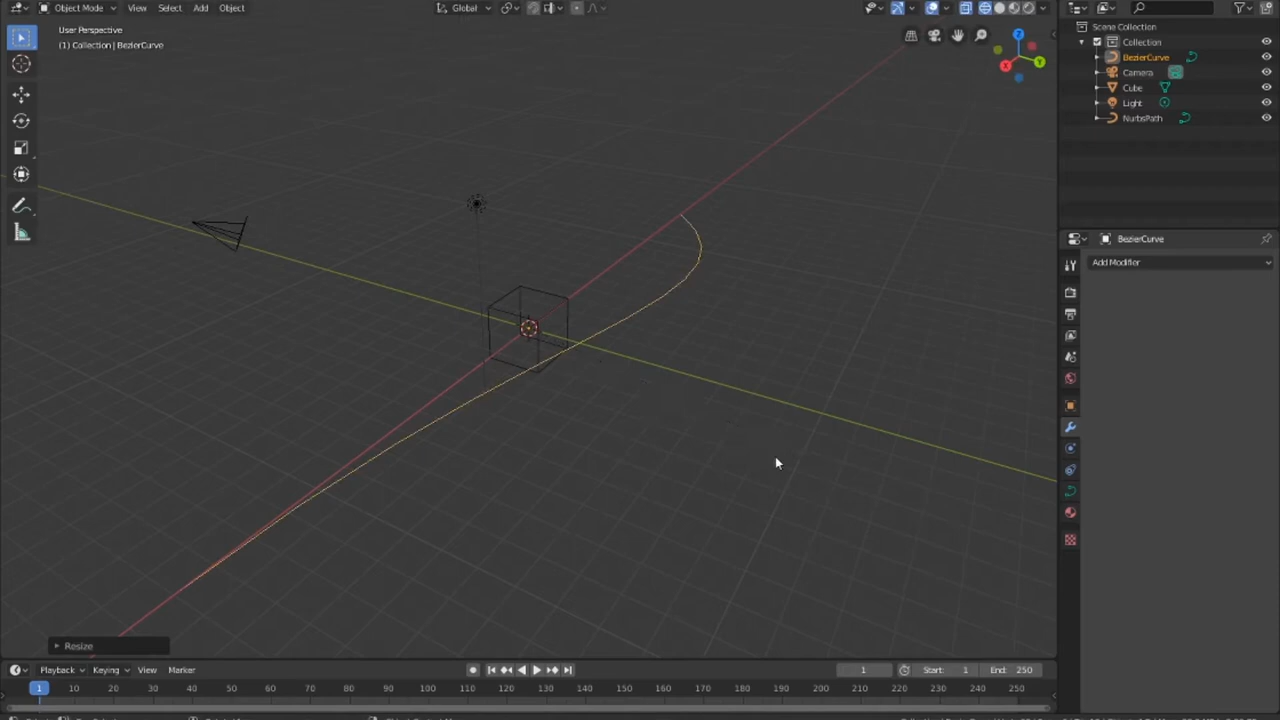 Object Mode View Select Add Object Global
User Perspective
(1) Collection | BezierCurve
X
Y
Z
Scene Collection
Collection
BezierCurve
Camera
Cube
Light
NurbsPath
BezierCurve
Add Modifier
Resize
Playback Keying View Marker 1 Start: 1 End: 250
1 10 20 30 40 50 60 70 80 90 100 110 120 130 140 150 160 170 180 190 200 210 220 230 240 250